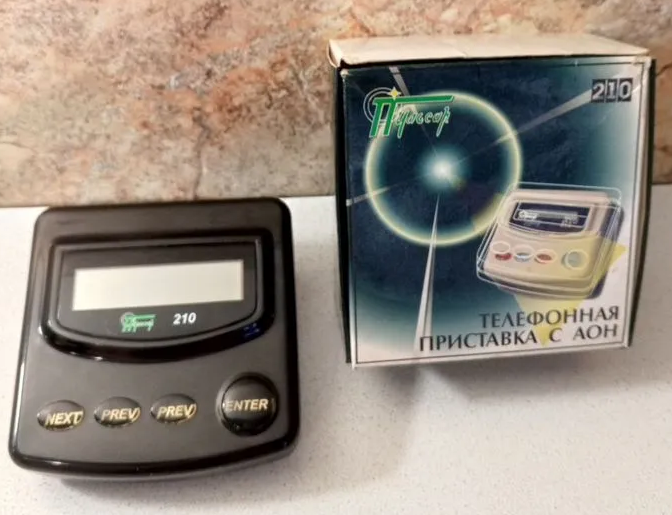 Пульсар
210
ТЕЛЕФОННАЯ
ПРИСТАВКА С АОН
210
NEXT PREV PREV ENTER